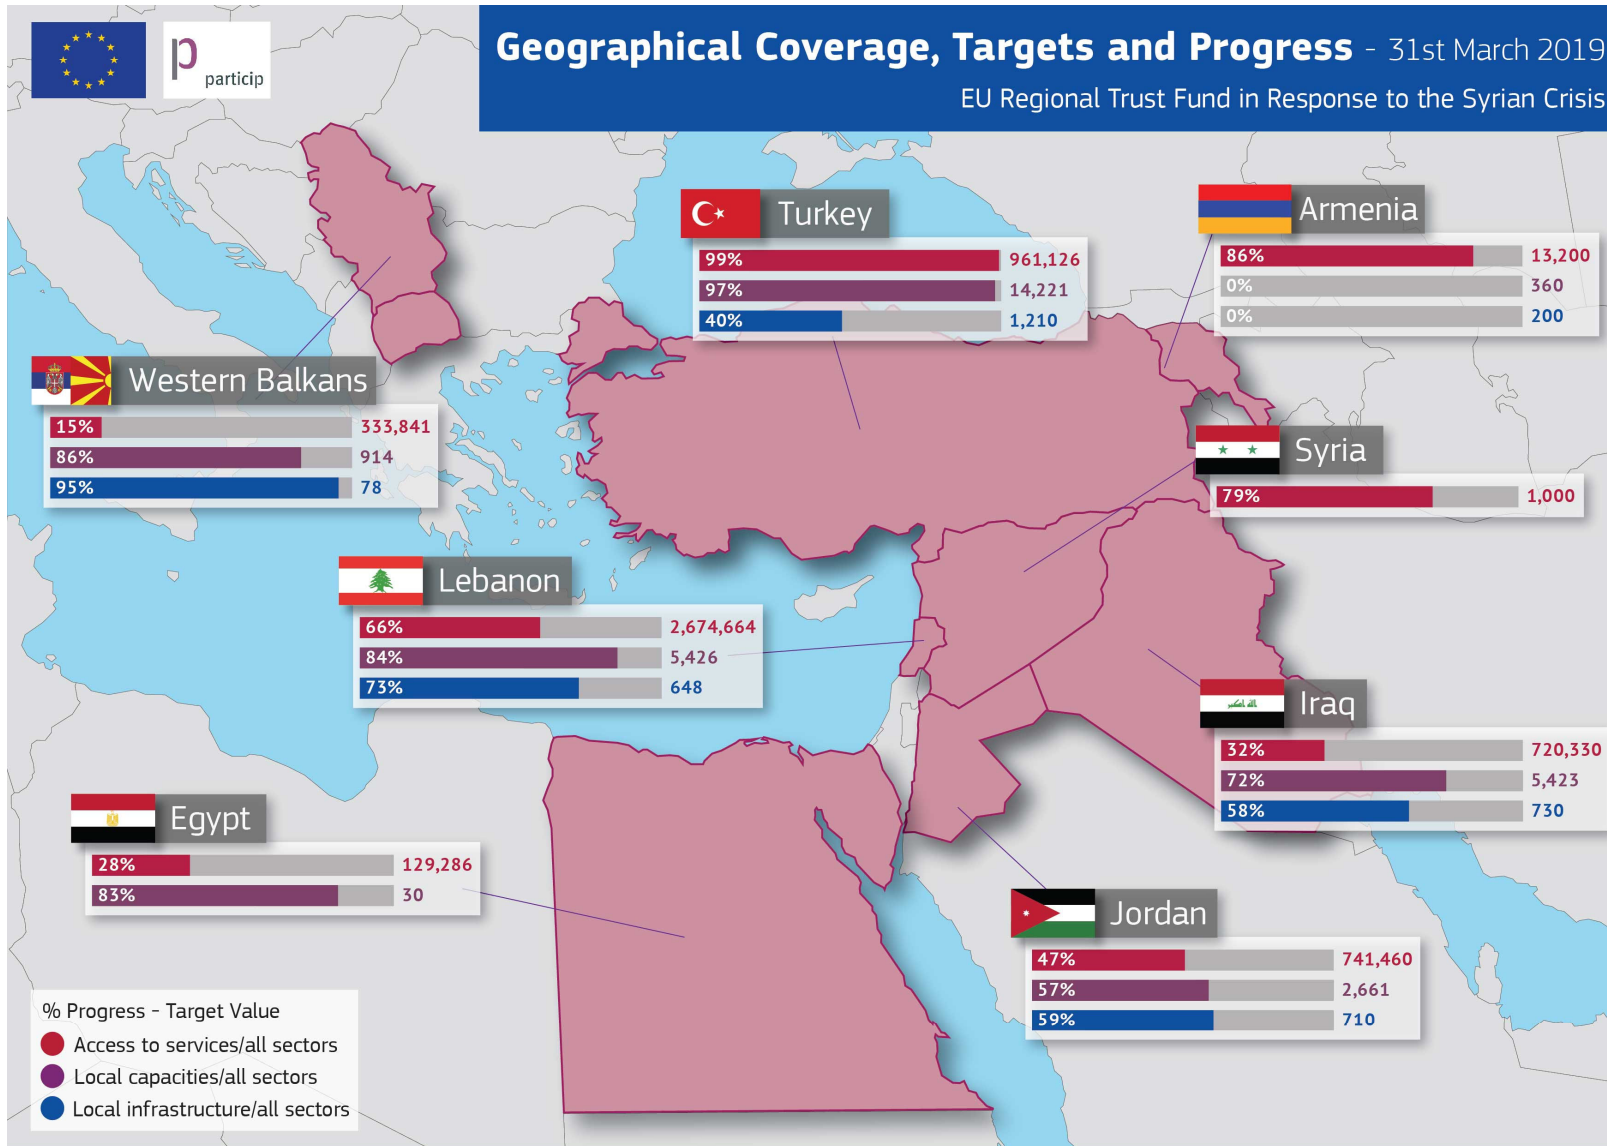 particip
Geographical Coverage, Targets and Progress - 31st March 2019
EU Regional Trust Fund in Response to the Syrian Crisis
Turkey
99% 961,126
97% 14,221
40% 1,210
Armenia
86% 13,200
0% 360
0% 200
Western Balkans
15% 333,841
86% 914
95% 78
Syria
79% 1,000
Lebanon
66% 2,674,664
84% 5,426
73% 648
Iraq
32% 720,330
72% 5,423
58% 730
Egypt
28% 129,286
83% 30
Jordan
47% 741,460
57% 2,661
59% 710
% Progress - Target Value
Access to services/all sectors
Local capacities/all sectors
Local infrastructure/all sectors